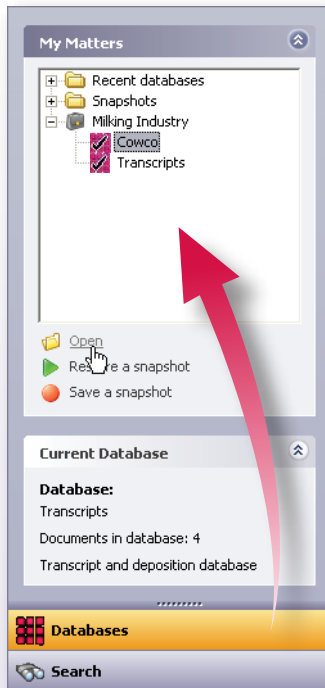 My Matters
Recent databases
Snapshots
Milking Industry
Cowco
Transcripts
Open
Restore a snapshot
Save a snapshot
Current Database
Database:
Transcripts
Documents in database: 4
Transcript and deposition database
Databases
Search